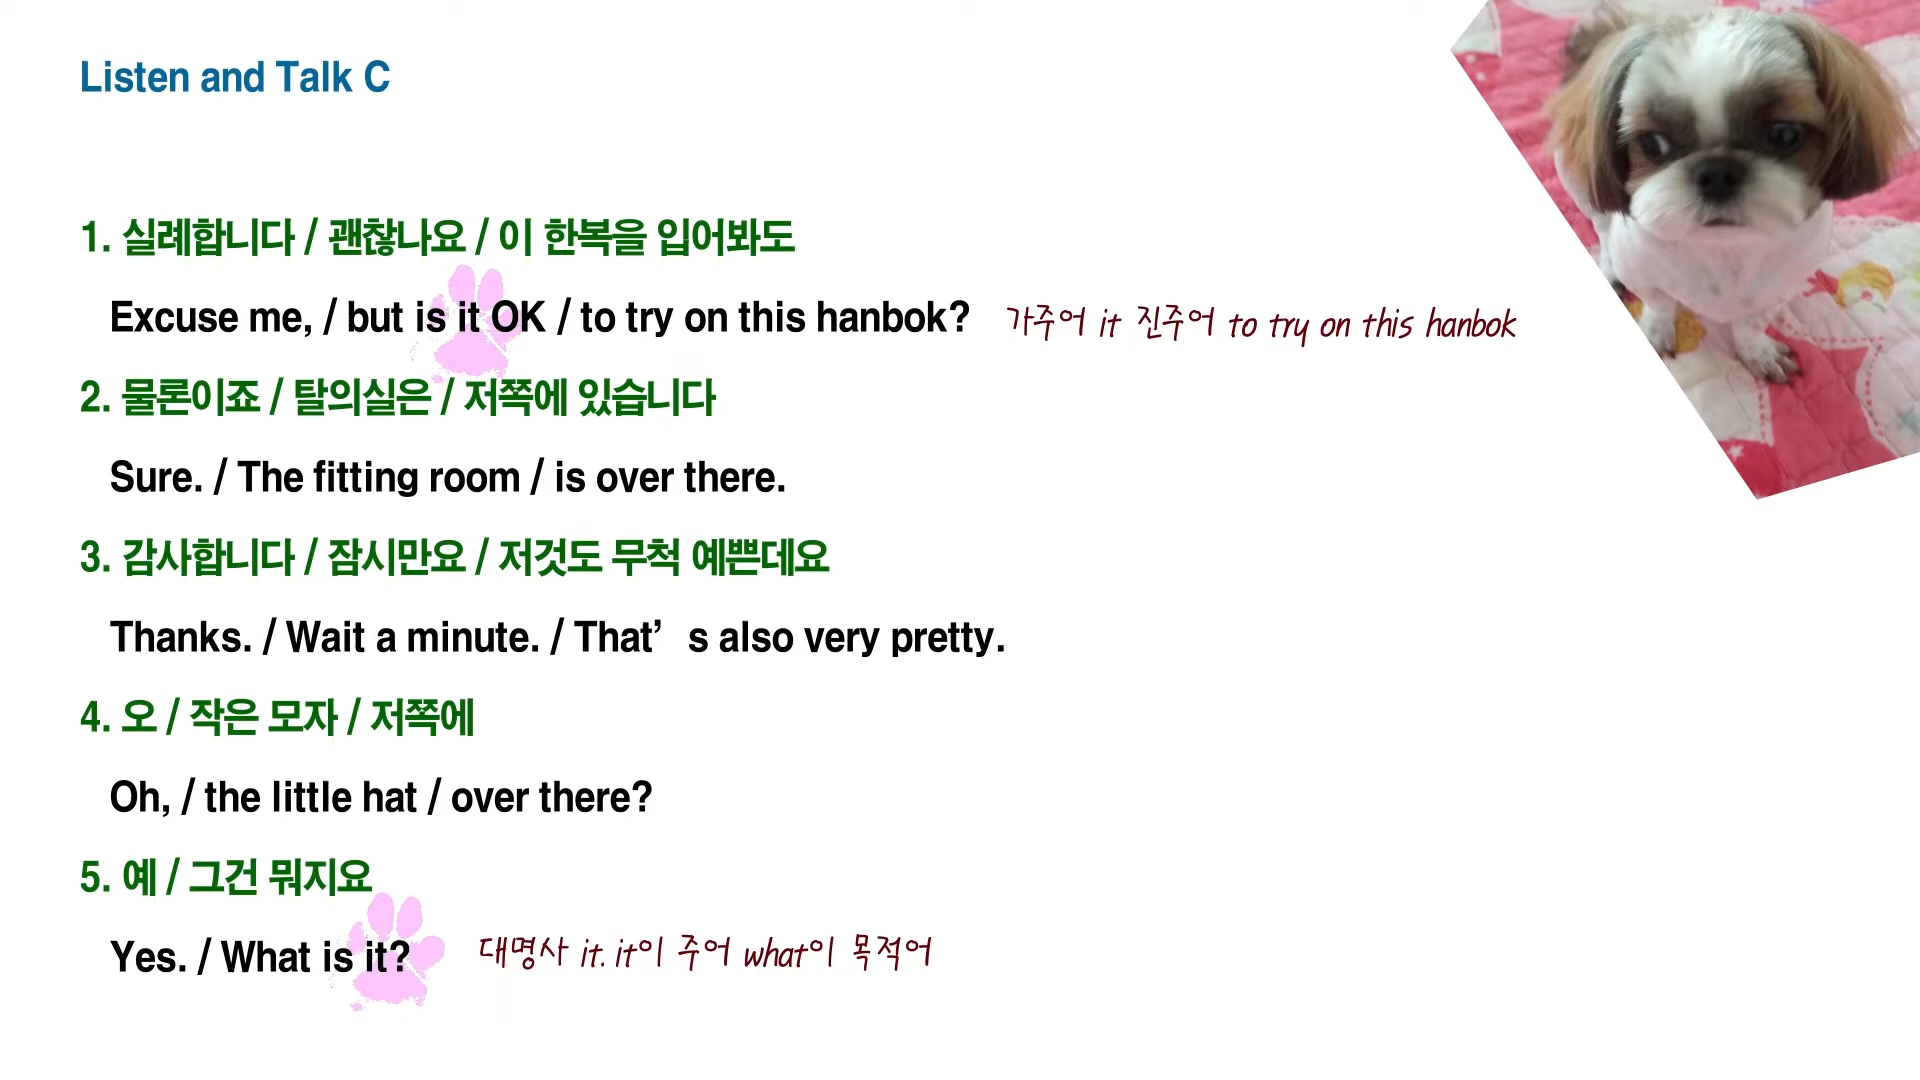 Listen and Talk C
1. 실례합니다 / 괜찮나요 / 이 한복을 입어봐도
Excuse me, / but is it OK / to try on this hanbok? 가주어 it 진주어 to try on this hanbok
2. 물론이죠 / 탈의실은 / 저쪽에 있습니다
Sure. / The fitting room / is over there.
3. 감사합니다 / 잠시만요 / 저것도 무척 예쁜데요
Thanks. / Wait a minute. / That’s also very pretty.
4. 오 / 작은 모자 / 저쪽에
Oh, / the little hat / over there?
5. 예 / 그건 뭐지요
Yes. / What is it? 대명사 it. it이 주어 what이 목적어